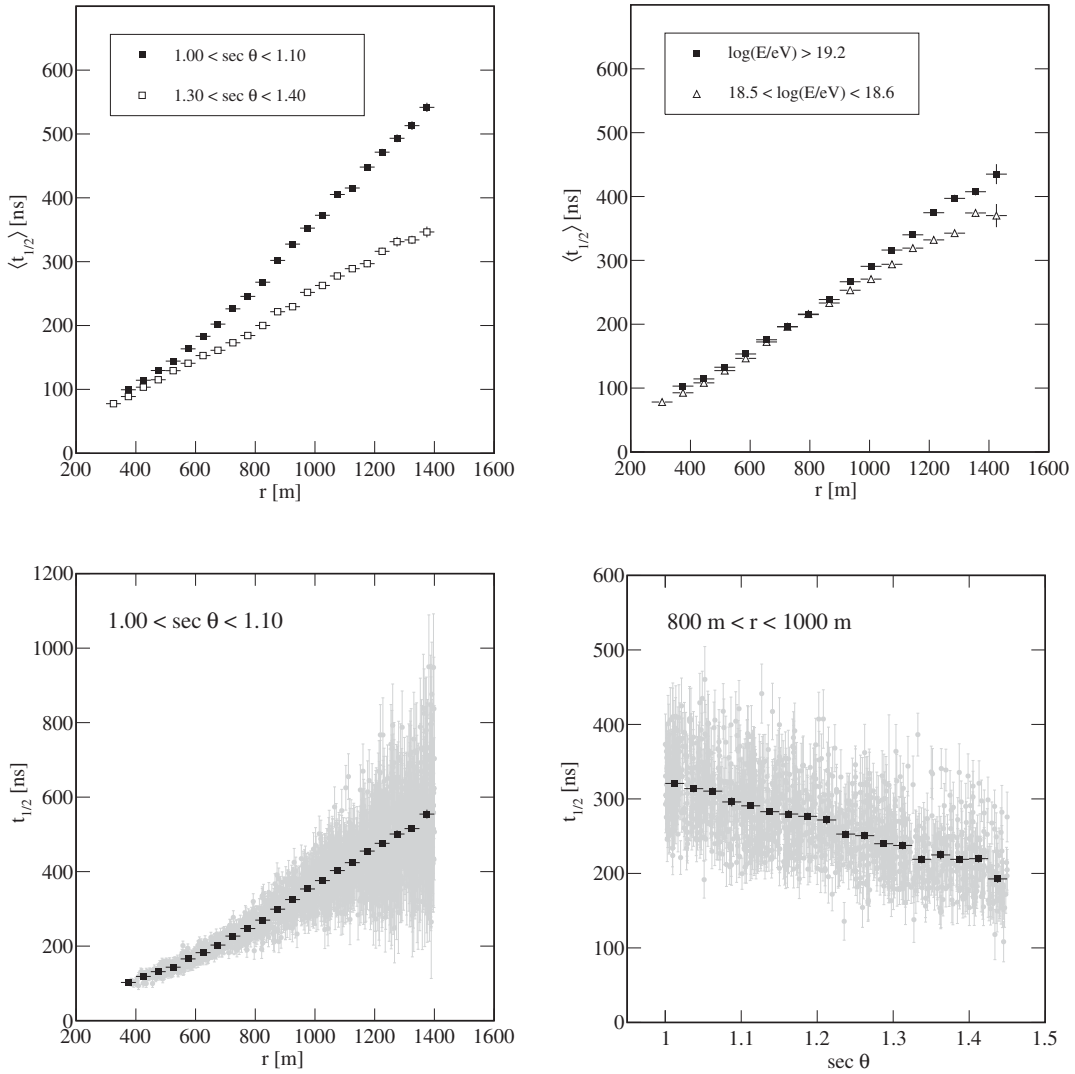 ⟨t1/2⟩ [ns]
700
600
500
400
300
200
100
0
1.00 < sec θ < 1.10
1.30 < sec θ < 1.40
200 400 600 800 1000 1200 1400 1600
r [m]
⟨t1/2⟩ [ns]
600
500
400
300
200
100
0
log(E/eV) > 19.2
18.5 < log(E/eV) < 18.6
200 400 600 800 1000 1200 1400 1600
r [m]
t1/2 [ns]
1200
1000
800
600
400
200
0
1.00 < sec θ < 1.10
200 400 600 800 1000 1200 1400 1600
r [m]
t1/2 [ns]
600
500
400
300
200
100
0
800 m < r < 1000 m
1 1.1 1.2 1.3 1.4 1.5
sec θ